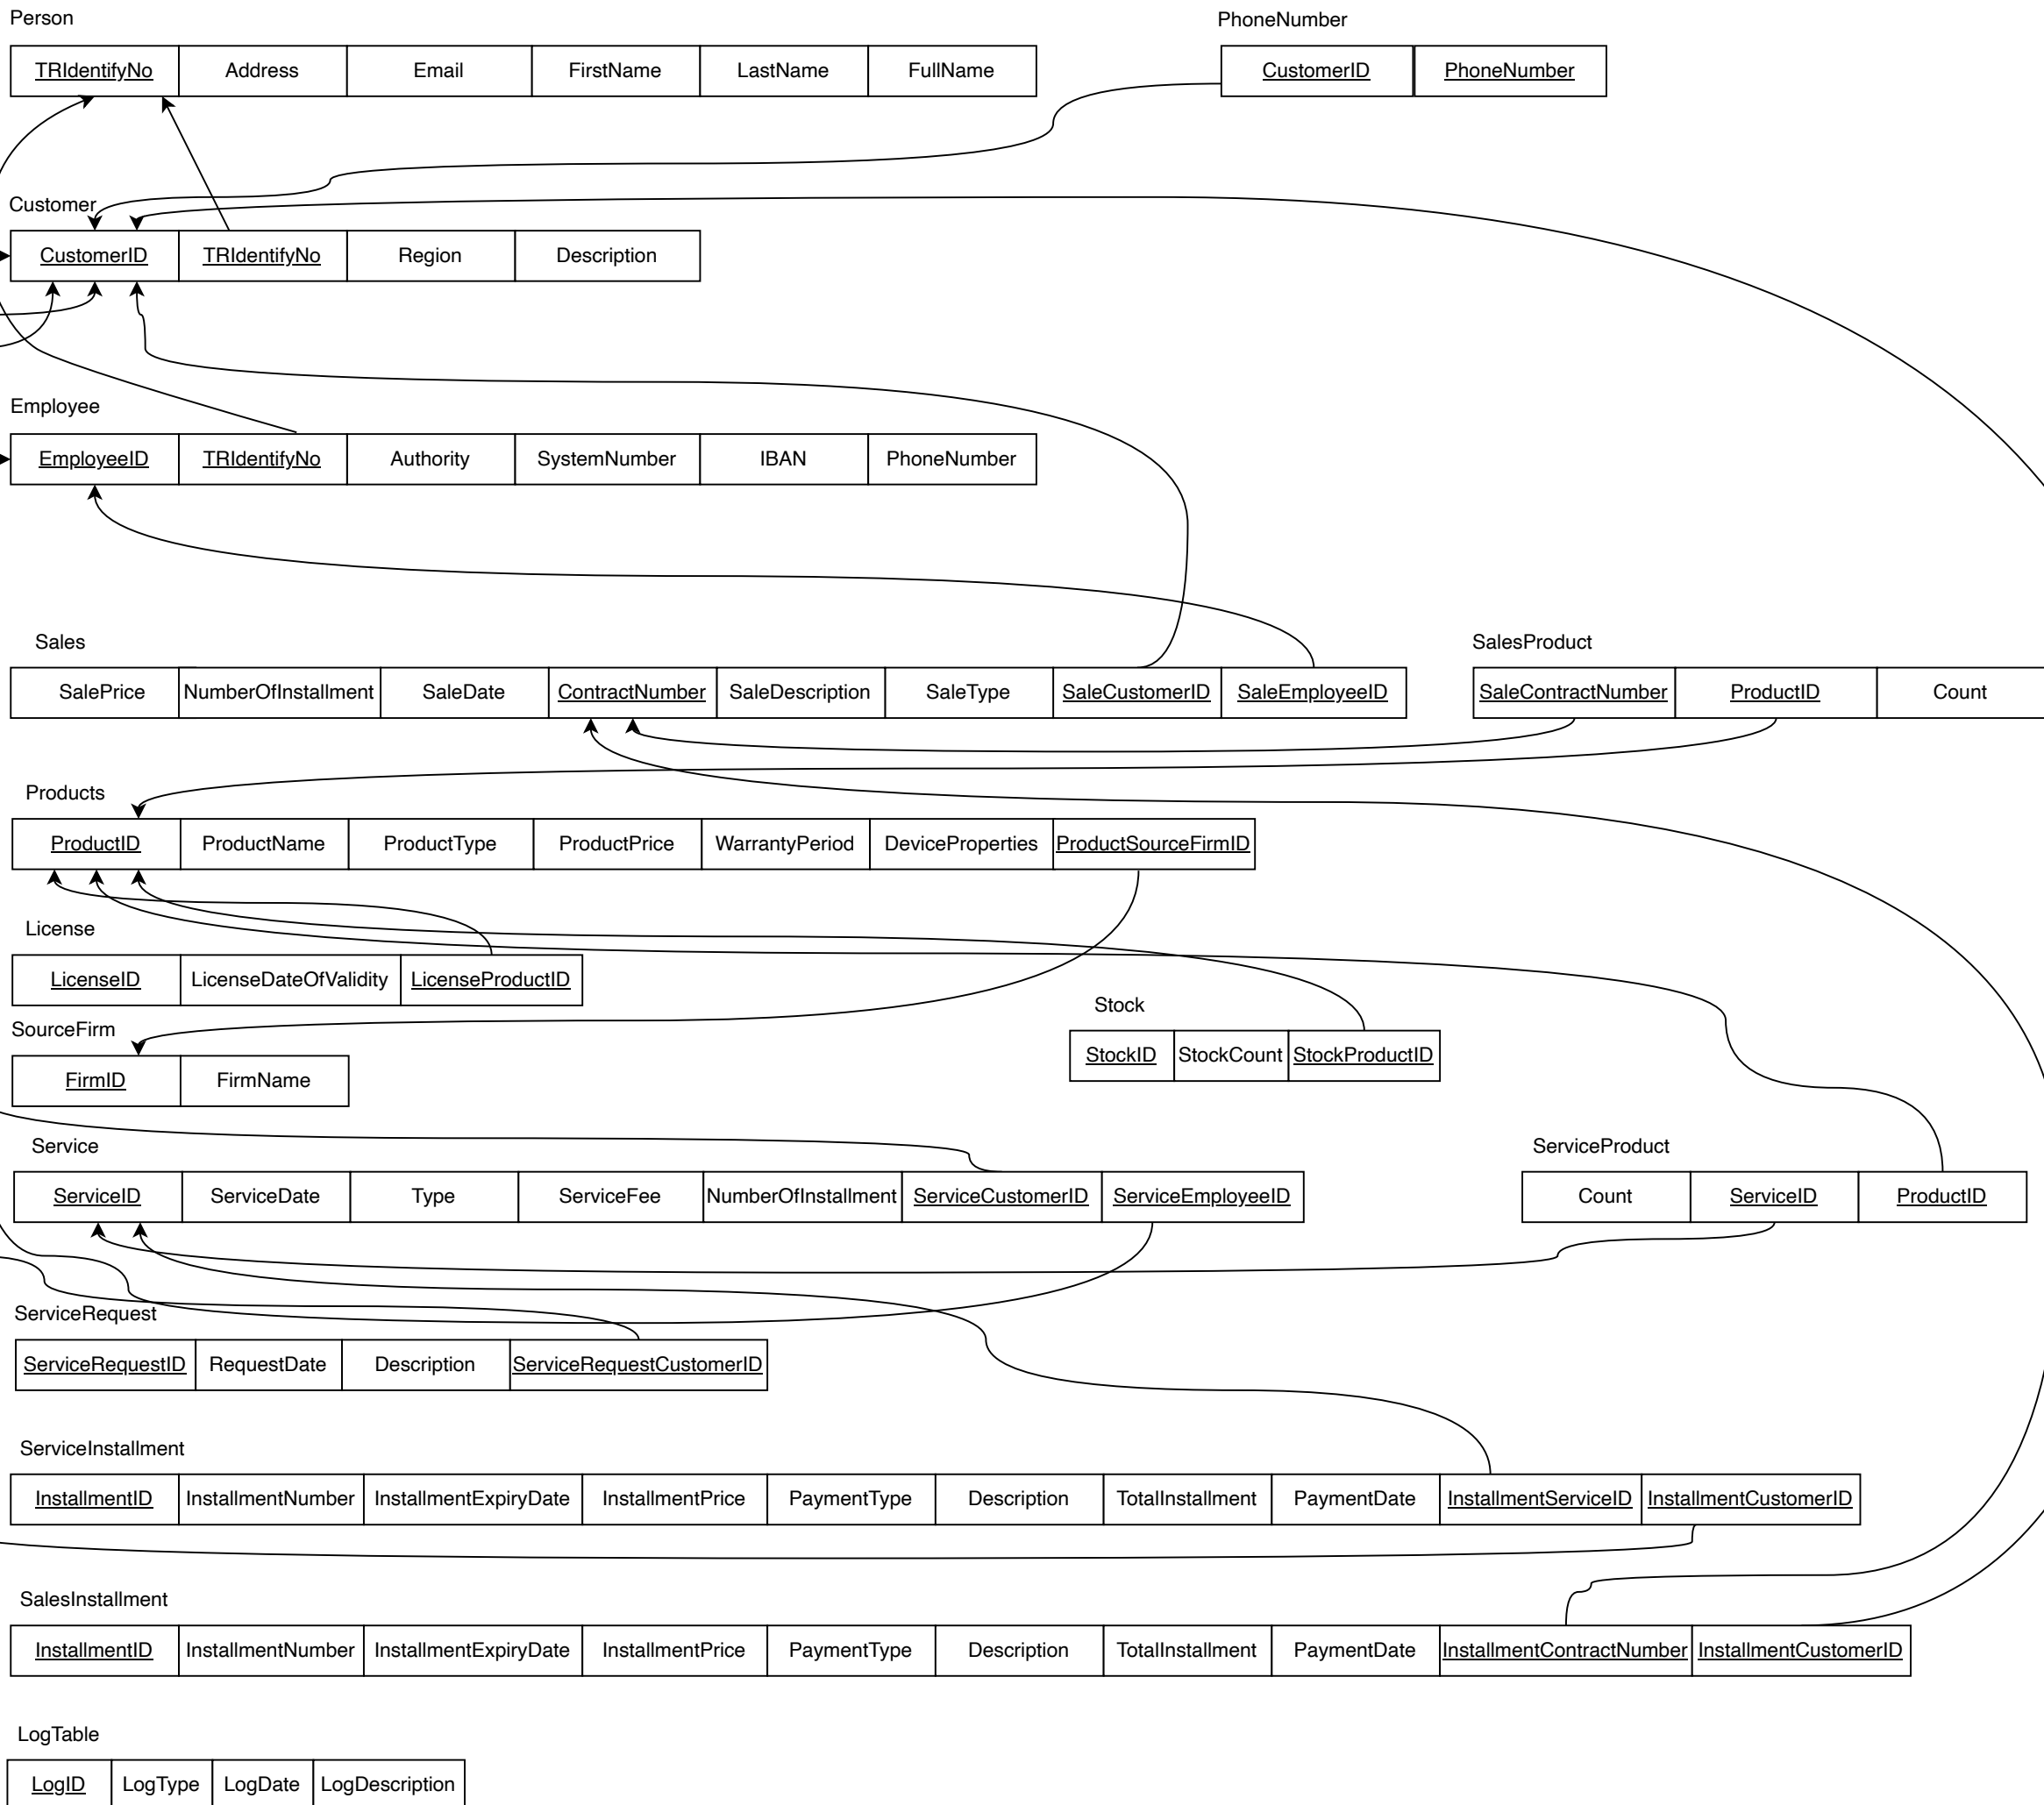 Person
PhoneNumber
TRIdentifyNo Address Email FirstName LastName FullName
CustomerID PhoneNumber
Customer
CustomerID TRIdentifyNo Region Description
Employee
EmployeeID TRIdentifyNo Authority SystemNumber IBAN PhoneNumber
Sales
SalesProduct
SalePrice NumberOfInstallment SaleDate ContractNumber SaleDescription SaleType SaleCustomerID SaleEmployeeID
SaleContractNumber ProductID Count
Products
ProductID ProductName ProductType ProductPrice WarrantyPeriod DeviceProperties ProductSourceFirmID
License
LicenseID LicenseDateOfValidity LicenseProductID
Stock
StockID StockCount StockProductID
SourceFirm
FirmID FirmName
Service
ServiceProduct
ServiceID ServiceDate Type ServiceFee NumberOfInstallment ServiceCustomerID ServiceEmployeeID
Count ServiceID ProductID
ServiceRequest
ServiceRequestID RequestDate Description ServiceRequestCustomerID
ServiceInstallment
InstallmentID InstallmentNumber InstallmentExpiryDate InstallmentPrice PaymentType Description TotalInstallment PaymentDate InstallmentServiceID InstallmentCustomerID
SalesInstallment
InstallmentID InstallmentNumber InstallmentExpiryDate InstallmentPrice PaymentType Description TotalInstallment PaymentDate InstallmentContractNumber InstallmentCustomerID
LogTable
LogID LogType LogDate LogDescription